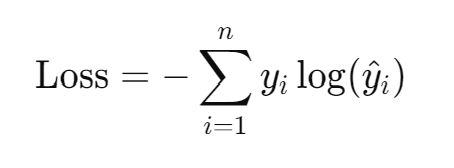 Loss = − ∑_{i=1}^{n} y_i log(ŷ_i)